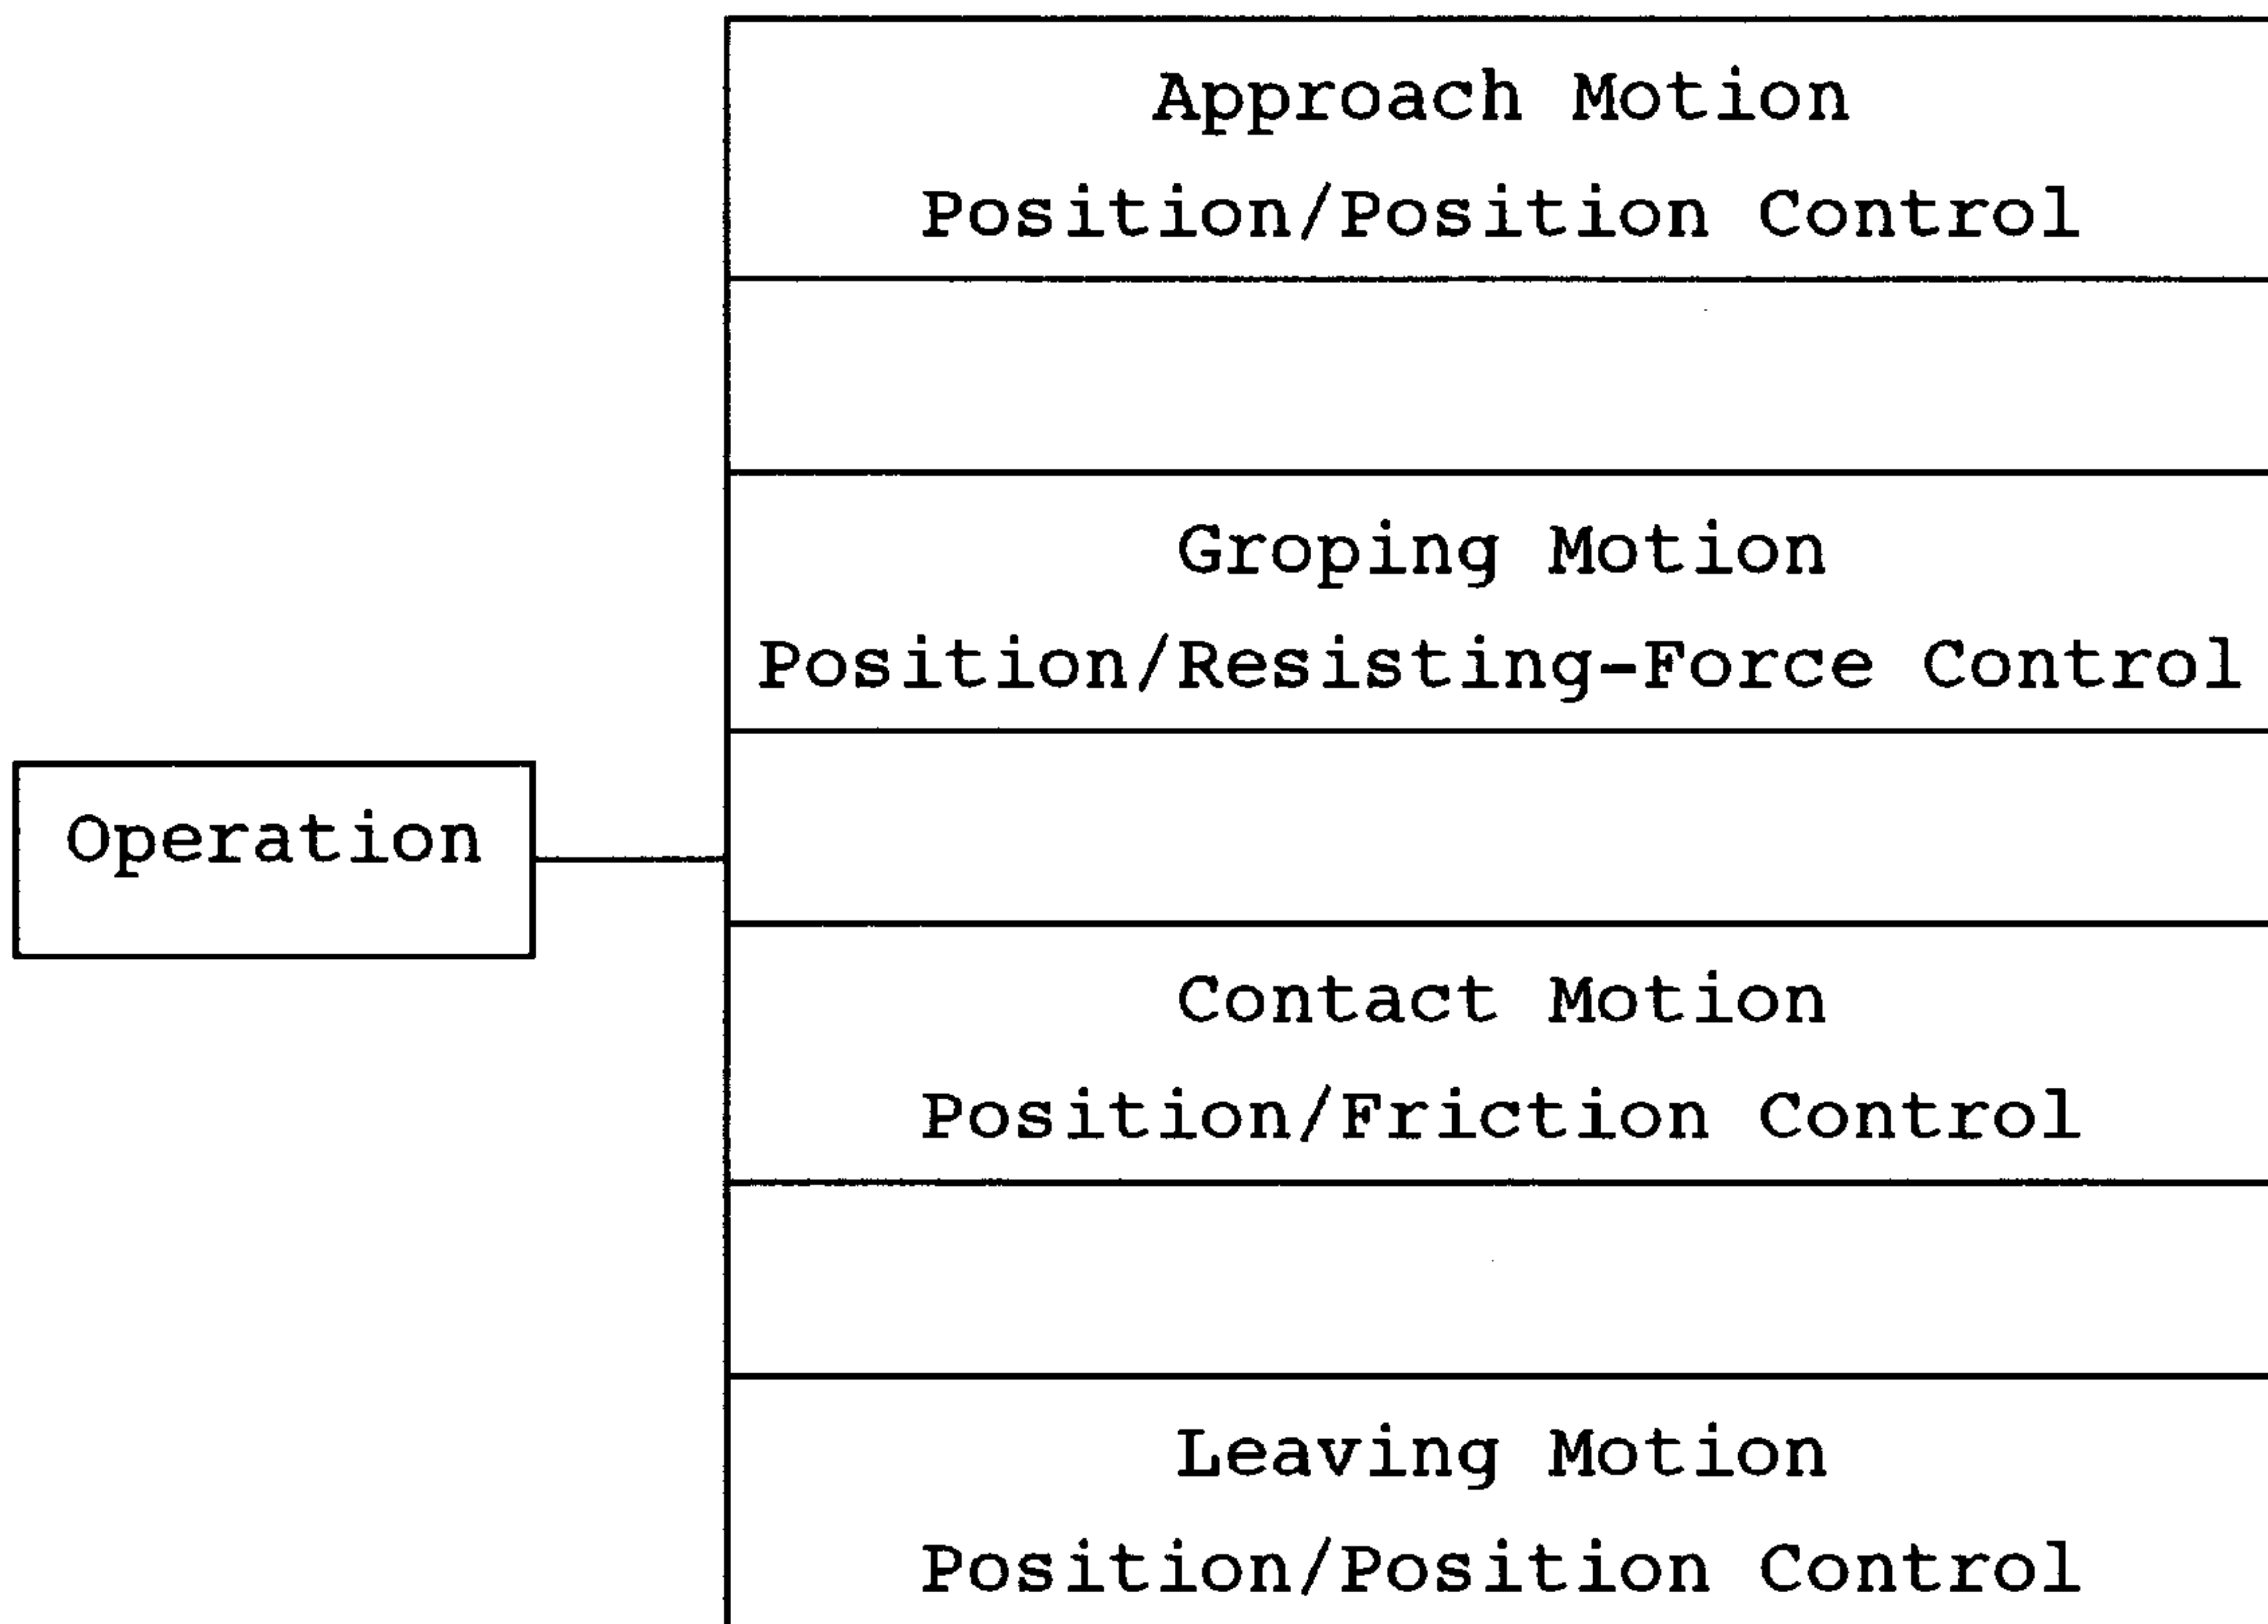 Approach Motion
Position/Position Control
Groping Motion
Position/Resisting-Force Control
Operation
Contact Motion
Position/Friction Control
Leaving Motion
Position/Position Control